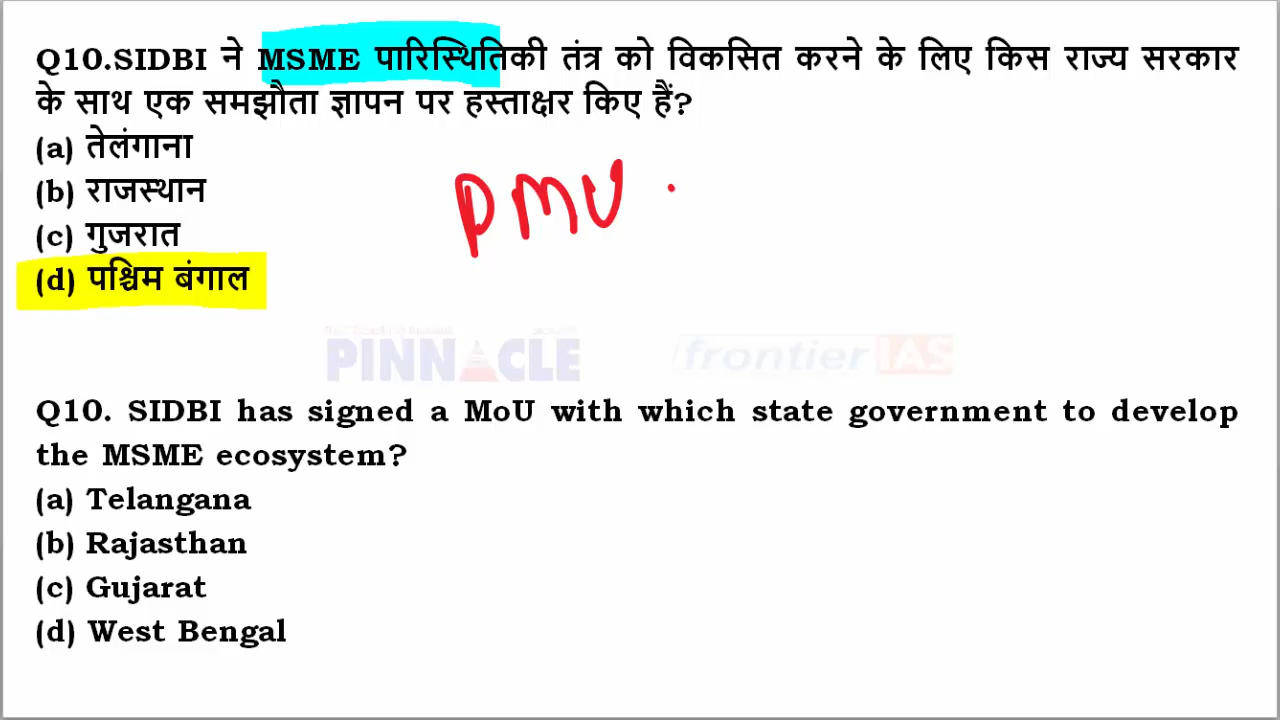 Q10.SIDBI ने MSME पारिस्थितिकी तंत्र को विकसित करने के लिए किस राज्य सरकार
के साथ एक समझौता ज्ञापन पर हस्ताक्षर किए हैं?
(a) तेलंगाना
(b) राजस्थान
(c) गुजरात
(d) पश्चिम बंगाल
PMU
PINNACLE
frontier IAS
Q10. SIDBI has signed a MoU with which state government to develop
the MSME ecosystem?
(a) Telangana
(b) Rajasthan
(c) Gujarat
(d) West Bengal